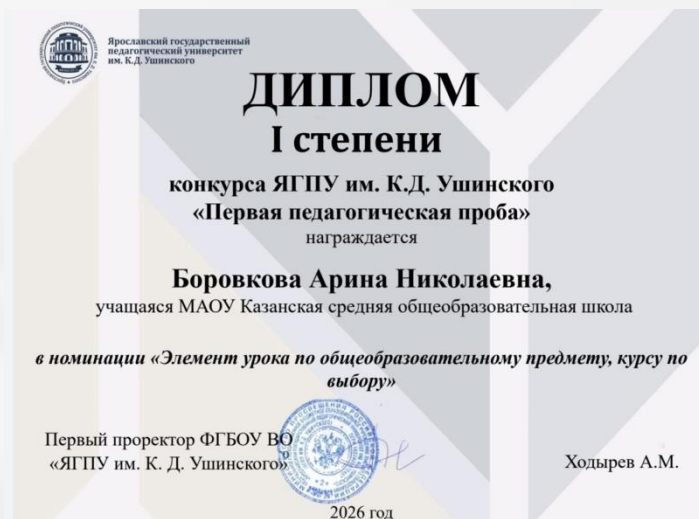 Ярославский государственный
педагогический университет
им. К.Д. Ушинского
ДИПЛОМ
I степени
конкурса ЯГПУ им. К.Д. Ушинского
«Первая педагогическая проба»
награждается
Боровкова Арина Николаевна,
учащаяся МАОУ Казанская средняя общеобразовательная школа
в номинации «Элемент урока по общеобразовательному предмету, курсу по
выбору»
Первый проректор ФГБОУ ВО
«ЯГПУ им. К. Д. Ушинского»
Ходырев А.М.
2026 год